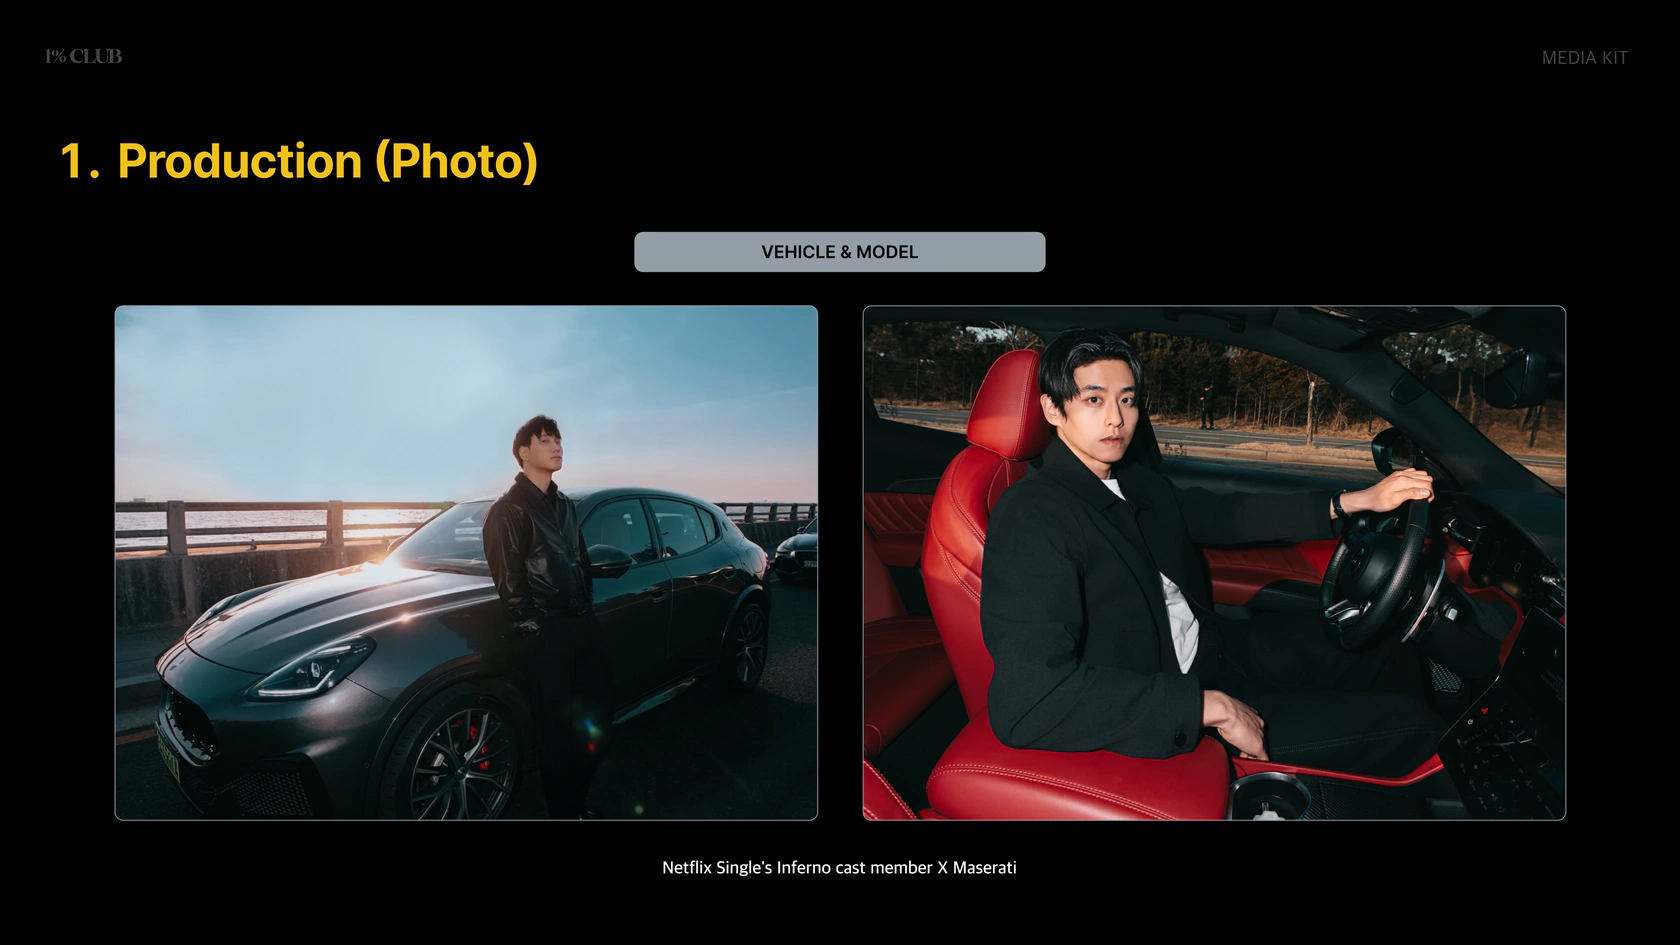 1% CLUB
MEDIA KIT
1. Production (Photo)
VEHICLE & MODEL
Netflix Single's Inferno cast member X Maserati